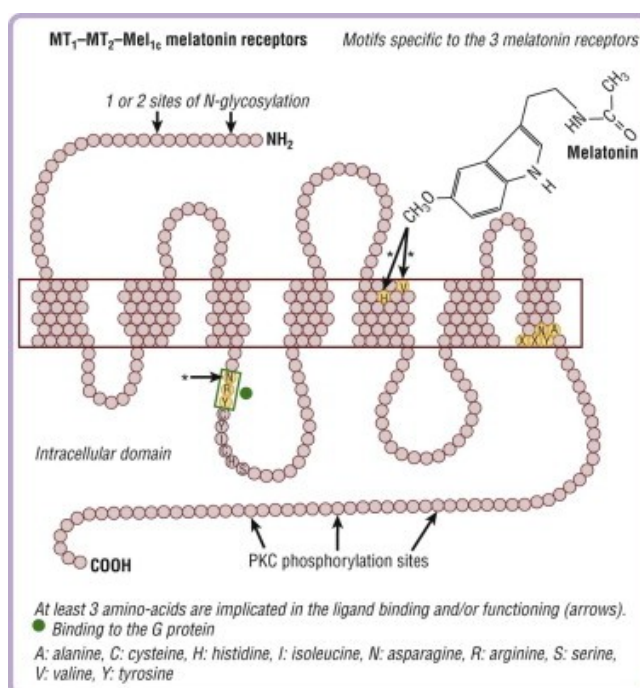 MT1–MT2–Mel1c melatonin receptors
Motifs specific to the 3 melatonin receptors
1 or 2 sites of N-glycosylation
NH2
CH3
HN
C
O
Melatonin
N
H
CH3O
*
*
H
V
N A
X X Y
*
N
R
Y
Intracellular domain
PKC phosphorylation sites
COOH
At least 3 amino-acids are implicated in the ligand binding and/or functioning (arrows).
Binding to the G protein
A: alanine, C: cysteine, H: histidine, I: isoleucine, N: asparagine, R: arginine, S: serine,
V: valine, Y: tyrosine